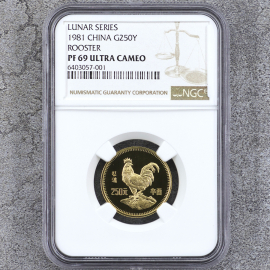 LUNAR SERIES
1981 CHINA G250Y
ROOSTER
PF 69 ULTRA CAMEO
6403057-001
NUMISMATIC GUARANTY CORPORATION
NGC
250元